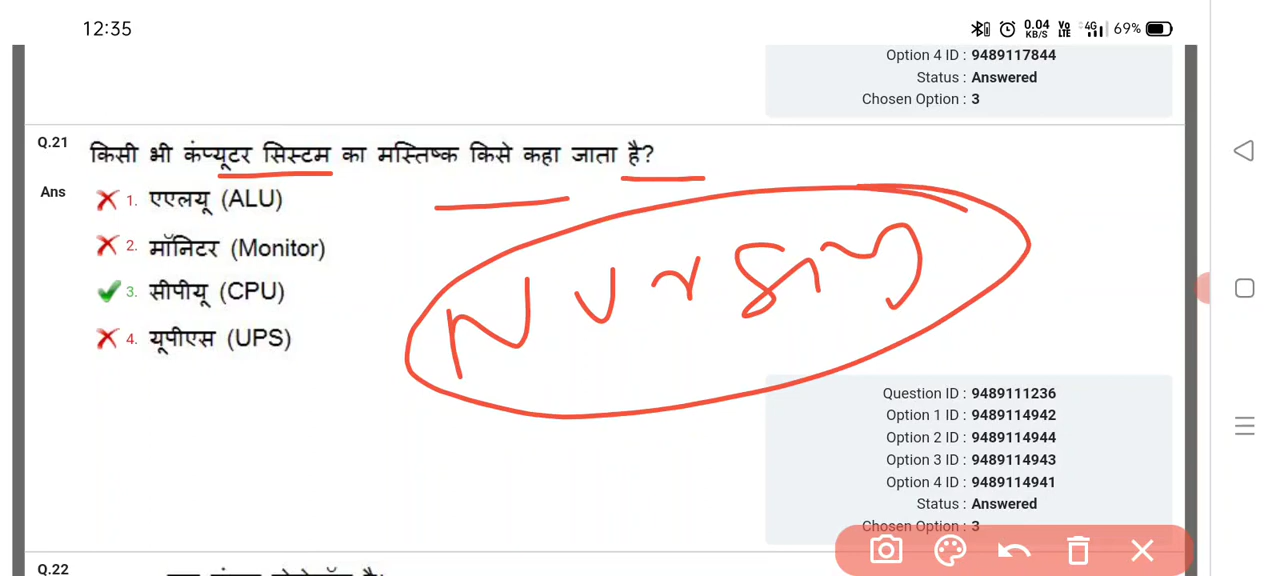 12:35
0.04 KB/S Vo LTE 4G 69%
Option 4 ID : 9489117844
Status : Answered
Chosen Option : 3
Q.21 किसी भी कंप्यूटर सिस्टम का मस्तिष्क किसे कहा जाता है?
Ans 1. एएलयू (ALU)
2. मॉनिटर (Monitor)
3. सीपीयू (CPU)
4. यूपीएस (UPS)
Question ID : 9489111236
Option 1 ID : 9489114942
Option 2 ID : 9489114944
Option 3 ID : 9489114943
Option 4 ID : 9489114941
Status : Answered
Chosen Option : 3
Q.22